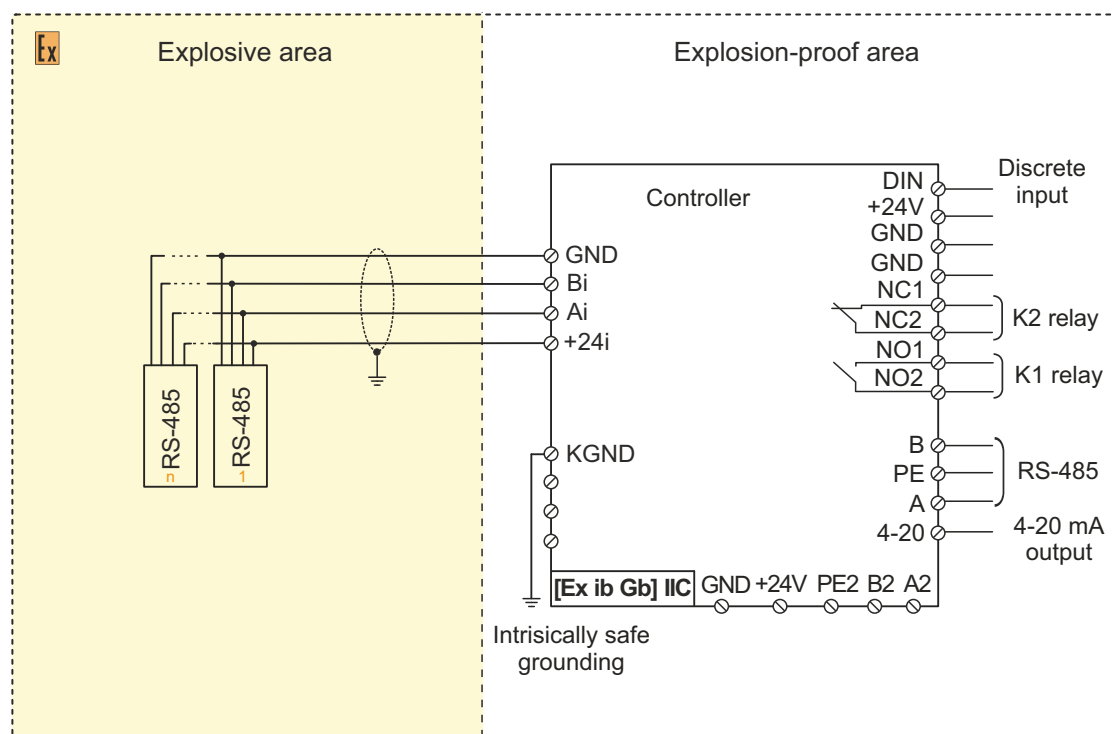 Ex
Explosive area
Explosion-proof area
Controller
GND
Bi
Ai
+24i
KGND
DIN
+24V
GND
GND
NC1
NC2
NO1
NO2
B
PE
A
4-20
Discrete
input
K2 relay
K1 relay
RS-485
4-20 mA
output
RS-485
n
RS-485
1
[Ex ib Gb] IIC
GND +24V PE2 B2 A2
Intrisically safe
grounding